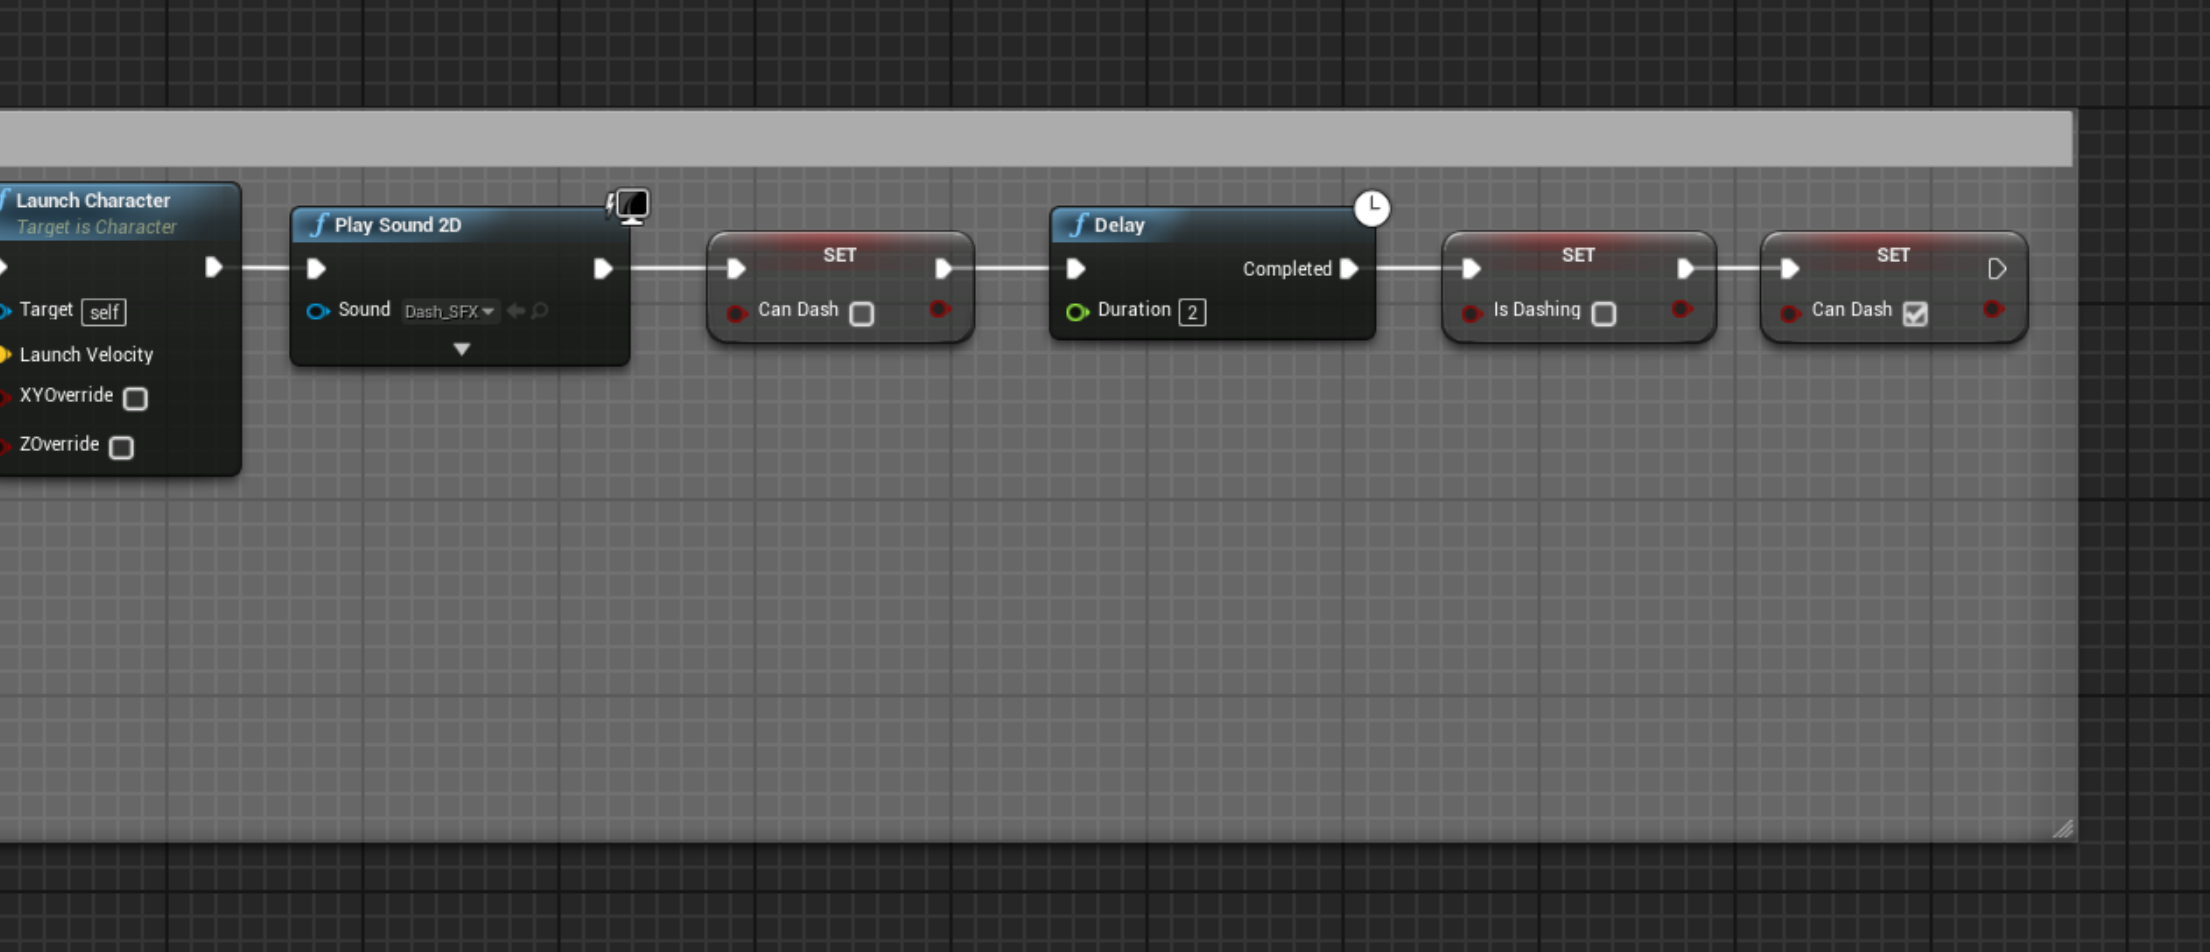 Launch Character
Target is Character
Target self
Launch Velocity
XYOverride
ZOverride
f Play Sound 2D
Sound Dash_SFX
SET
Can Dash
f Delay
Completed
Duration 2
SET
Is Dashing
SET
Can Dash